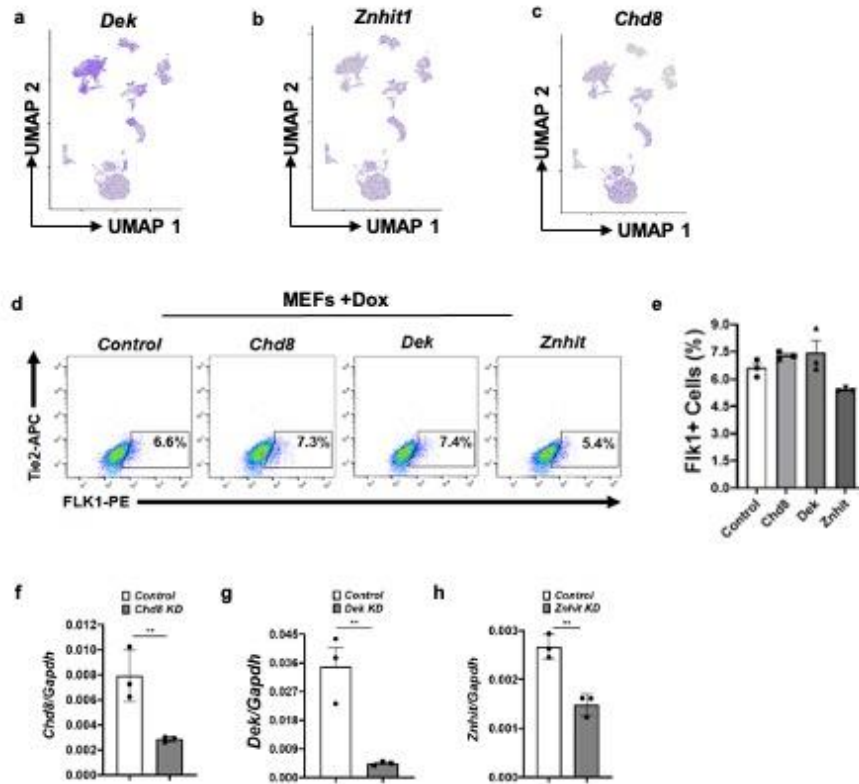 a
Dek
UMAP 2
UMAP 1
b
Znhit1
UMAP 2
UMAP 1
c
Chd8
UMAP 2
UMAP 1
d
MEFs +Dox
Control
Chd8
Dek
Znhit
Tie2-APC
6.6%
7.3%
7.4%
5.4%
FLK1-PE
e
Flk1+ Cells (%)
9.0
7.5
6.0
4.5
3.0
1.5
0.0
Control
Chd8
Dek
Znhit
f
Control
Chd8 KD
Chd8/Gapdh
**
0.012
0.010
0.008
0.006
0.004
0.002
0.000
g
Control
Dek KD
Dek/Gapdh
**
0.045
0.036
0.027
0.018
0.009
0.000
h
Control
Znhit KD
Znhit/Gapdh
**
0.003
0.002
0.001
0.000